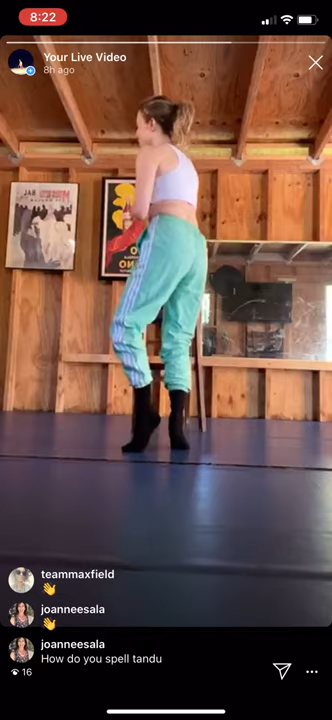 8:22
Your Live Video
8h ago
teammaxfield
👋
joanneesala
👋
joanneesala
How do you spell tandu
16